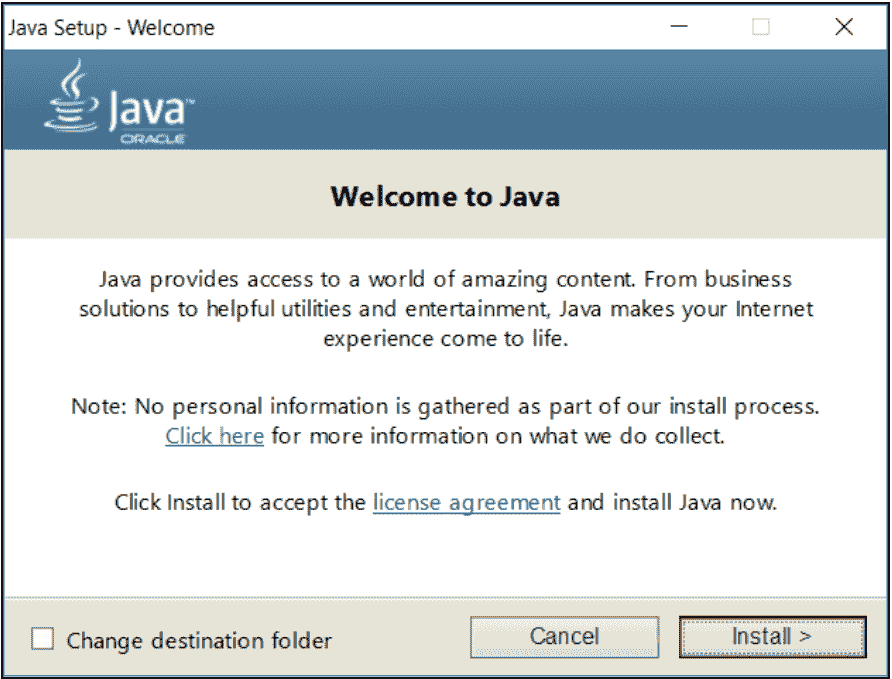 Java Setup - Welcome
Java™
ORACLE
Welcome to Java
Java provides access to a world of amazing content. From business
solutions to helpful utilities and entertainment, Java makes your Internet
experience come to life.
Note: No personal information is gathered as part of our install process.
Click here for more information on what we do collect.
Click Install to accept the license agreement and install Java now.
Change destination folder
Cancel
Install >